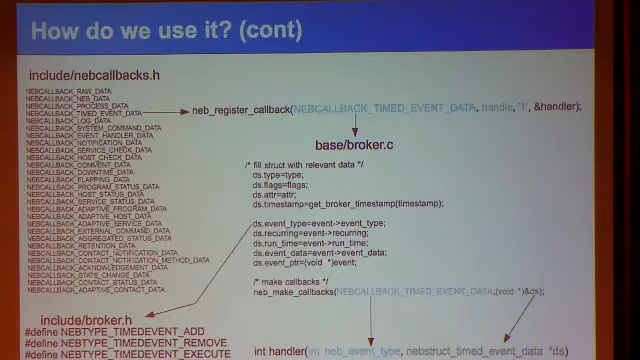 How do we use it? (cont)
include/nebcallbacks.h
NEBCALLBACK_RAW_DATA
NEBCALLBACK_NEB_DATA
NEBCALLBACK_PROCESS_DATA
NEBCALLBACK_TIMED_EVENT_DATA
NEBCALLBACK_LOG_DATA
NEBCALLBACK_SYSTEM_COMMAND_DATA
NEBCALLBACK_EVENT_HANDLER_DATA
NEBCALLBACK_NOTIFICATION_DATA
NEBCALLBACK_SERVICE_CHECK_DATA
NEBCALLBACK_HOST_CHECK_DATA
NEBCALLBACK_COMMENT_DATA
NEBCALLBACK_DOWNTIME_DATA
NEBCALLBACK_FLAPPING_DATA
NEBCALLBACK_PROGRAM_STATUS_DATA
NEBCALLBACK_HOST_STATUS_DATA
NEBCALLBACK_SERVICE_STATUS_DATA
NEBCALLBACK_ADAPTIVE_PROGRAM_DATA
NEBCALLBACK_ADAPTIVE_HOST_DATA
NEBCALLBACK_ADAPTIVE_SERVICE_DATA
NEBCALLBACK_EXTERNAL_COMMAND_DATA
NEBCALLBACK_AGGREGATED_STATUS_DATA
NEBCALLBACK_RETENTION_DATA
NEBCALLBACK_CONTACT_NOTIFICATION_DATA
NEBCALLBACK_CONTACT_NOTIFICATION_METHOD_DATA
NEBCALLBACK_ACKNOWLEDGEMENT_DATA
NEBCALLBACK_STATE_CHANGE_DATA
NEBCALLBACK_CONTACT_STATUS_DATA
NEBCALLBACK_ADAPTIVE_CONTACT_DATA
include/broker.h
#define NEBTYPE_TIMEDEVENT_ADD
#define NEBTYPE_TIMEDEVENT_REMOVE
#define NEBTYPE_TIMEDEVENT_EXECUTE
neb_register_callback(NEBCALLBACK_TIMED_EVENT_DATA, handle, '1', &handler);
base/broker.c
/* fill struct with relevant data */
ds.type=type;
ds.flags=flags;
ds.attr=attr;
ds.timestamp=get_broker_timestamp(timestamp);
ds.event_type=event->event_type;
ds.recurring=event->recurring;
ds.run_time=event->run_time;
ds.event_data=event->event_data;
ds.event_ptr=(void *)event;
/* make callbacks */
neb_make_callbacks(NEBCALLBACK_TIMED_EVENT_DATA,(void *)&ds);
int handler(int neb_event_type, nebstruct_timed_event_data *ds)